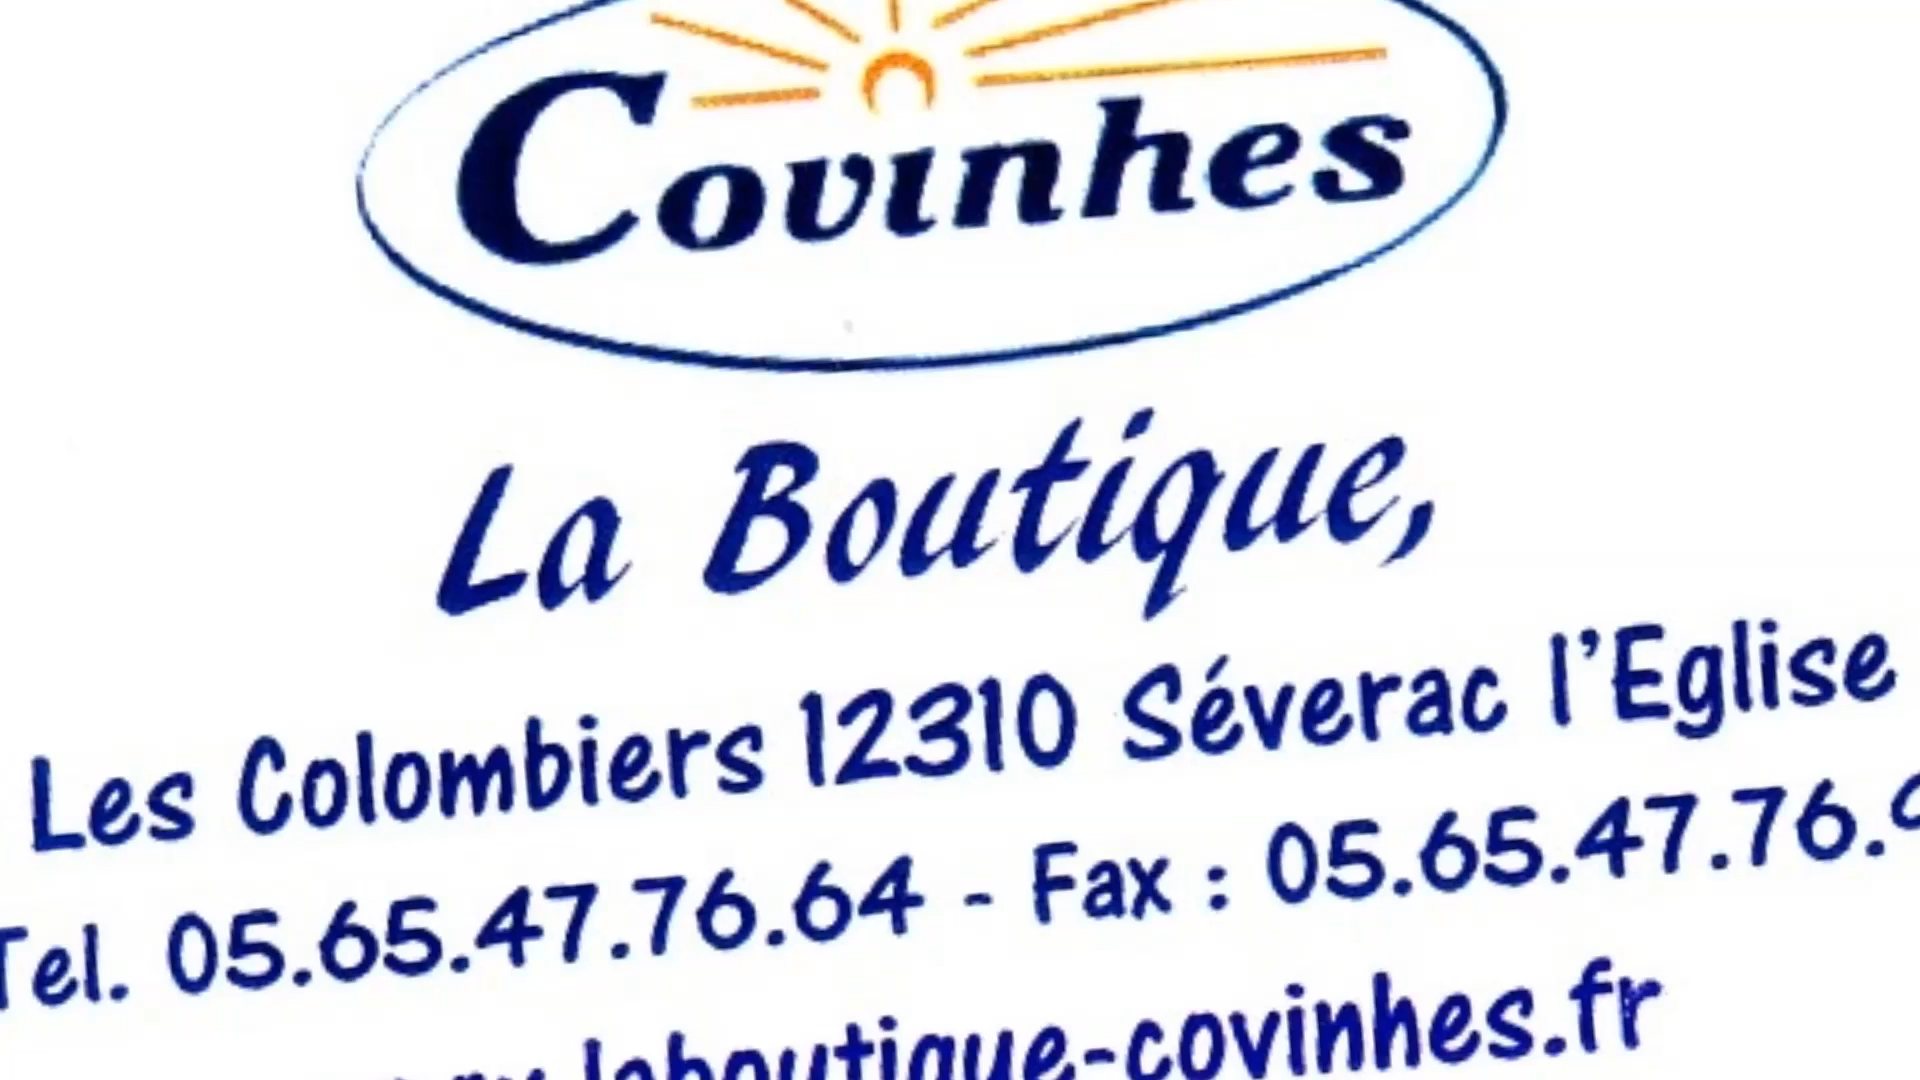 Covinhes
La Boutique,
Les Colombiers 12310 Séverac l'Eglise
Tel. 05.65.47.76.64 - Fax : 05.65.47.76.
laboutique-covinhes.fr